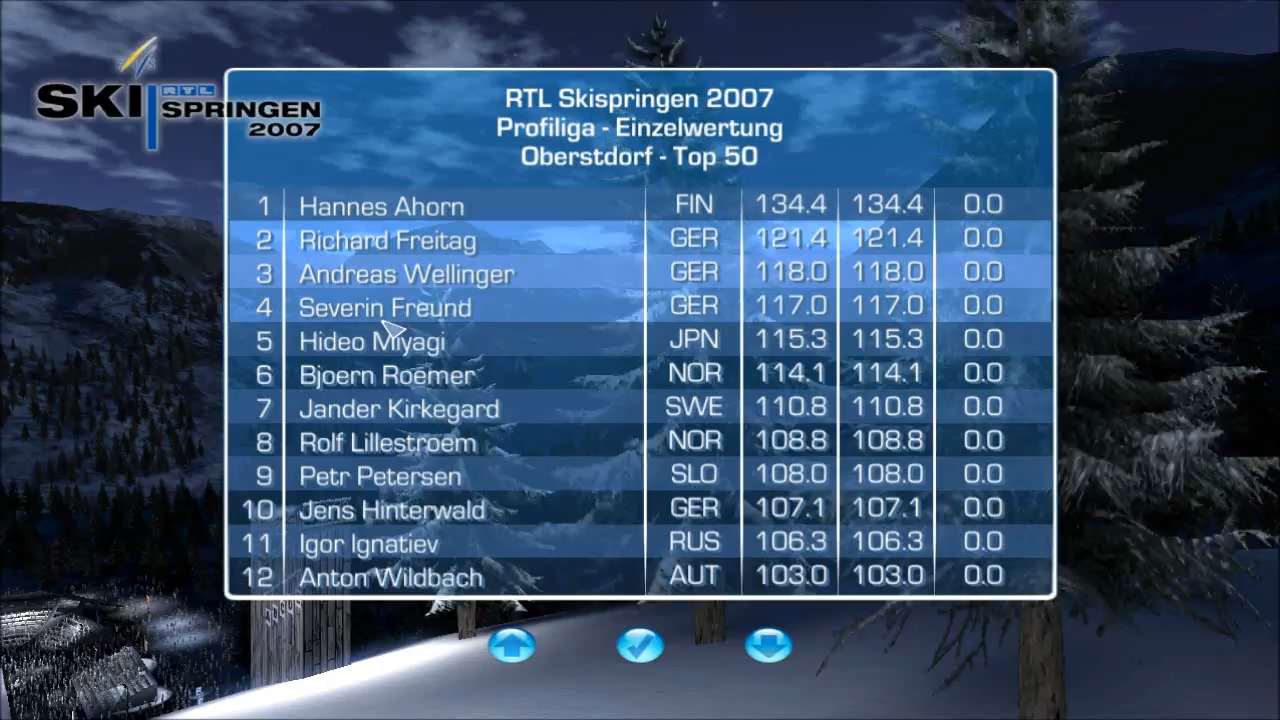 FIS
SKI RTL SPRINGEN
2007
RTL Skispringen 2007
Profiliga - Einzelwertung
Oberstdorf - Top 50
1 Hannes Ahorn FIN 134.4 134.4 0.0
2 Richard Freitag GER 121.4 121.4 0.0
3 Andreas Wellinger GER 118.0 118.0 0.0
4 Severin Freund GER 117.0 117.0 0.0
5 Hideo Miyagi JPN 115.3 115.3 0.0
6 Bjoern Roemer NOR 114.1 114.1 0.0
7 Jander Kirkegard SWE 110.8 110.8 0.0
8 Rolf Lillestroem NOR 108.8 108.8 0.0
9 Petr Petersen SLO 108.0 108.0 0.0
10 Jens Hinterwald GER 107.1 107.1 0.0
11 Igor Ignatiev RUS 106.3 106.3 0.0
12 Anton Wildbach AUT 103.0 103.0 0.0